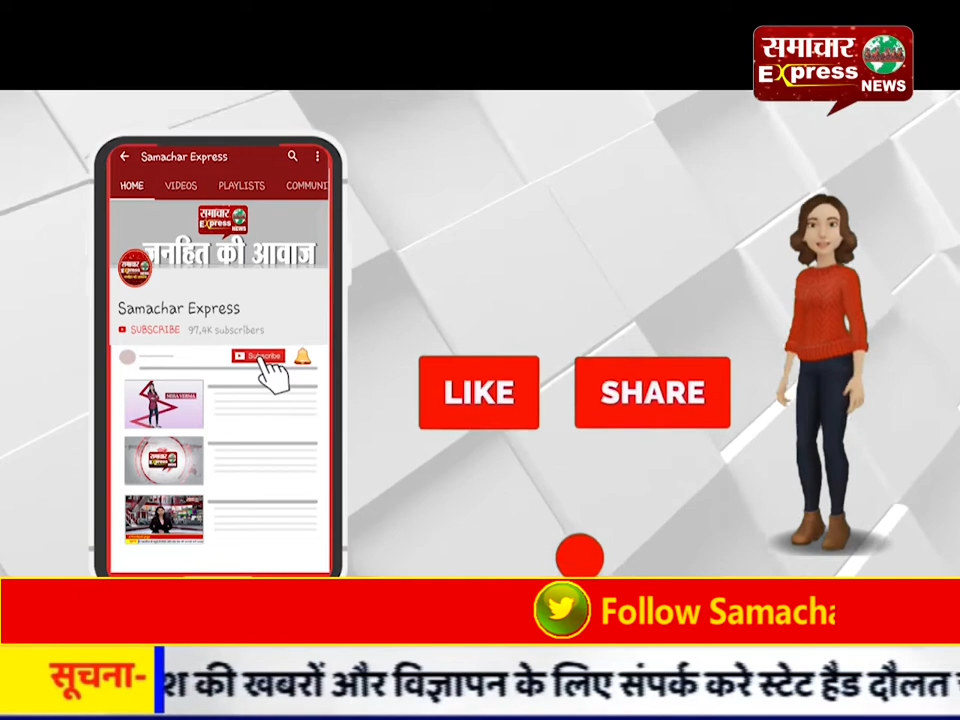 समाचार
Express
NEWS
Samachar Express
HOME VIDEOS PLAYLISTS COMMUNI
समाचार
Express
NEWS
जनहित की आवाज
Samachar Express
SUBSCRIBE 97,4K subscribers
Subscribe
LIKE SHARE
Follow Samacha
सूचना- श की खबरों और विज्ञापन के लिए संपर्क करे स्टेट हैड दौलत